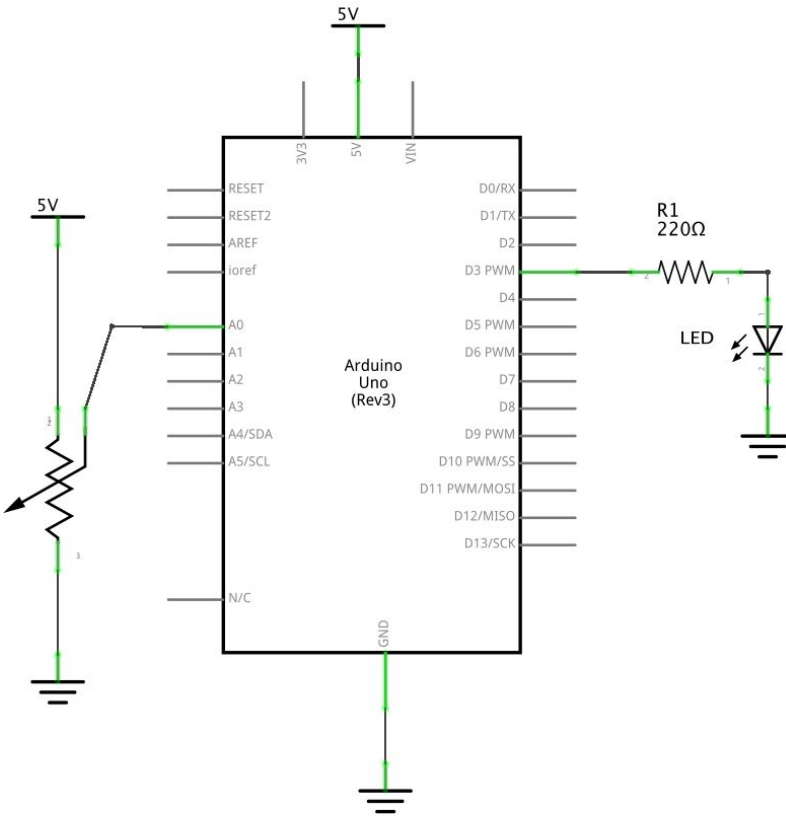 5V
3V3
5V
VIN
RESET
RESET2
AREF
ioref
A0
A1
A2
A3
A4/SDA
A5/SCL
N/C
D0/RX
D1/TX
D2
D3 PWM
D4
D5 PWM
D6 PWM
D7
D8
D9 PWM
D10 PWM/SS
D11 PWM/MOSI
D12/MISO
D13/SCK
GND
Arduino
Uno
(Rev3)
5V
3
R1
220Ω
2
1
LED
1
2